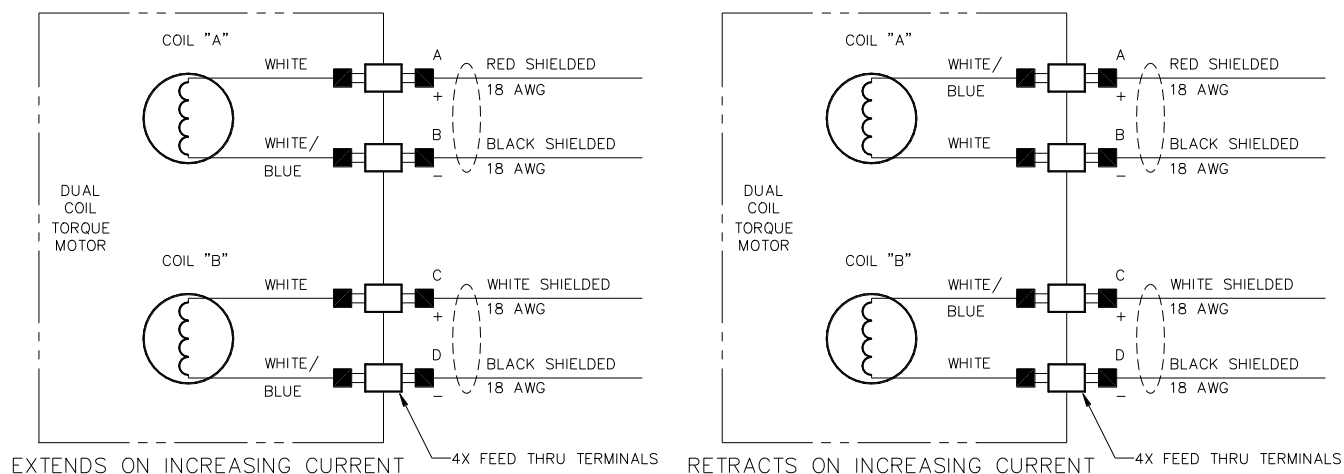 COIL "A"
WHITE
A
RED SHIELDED
+
18 AWG
WHITE/
BLUE
B
BLACK SHIELDED
–
18 AWG
DUAL
COIL
TORQUE
MOTOR
COIL "B"
WHITE
C
WHITE SHIELDED
+
18 AWG
WHITE/
BLUE
D
BLACK SHIELDED
–
18 AWG
4X FEED THRU TERMINALS
EXTENDS ON INCREASING CURRENT
COIL "A"
WHITE/
BLUE
A
RED SHIELDED
+
18 AWG
WHITE
B
BLACK SHIELDED
–
18 AWG
DUAL
COIL
TORQUE
MOTOR
COIL "B"
WHITE/
BLUE
C
WHITE SHIELDED
+
18 AWG
WHITE
D
BLACK SHIELDED
–
18 AWG
4X FEED THRU TERMINALS
RETRACTS ON INCREASING CURRENT